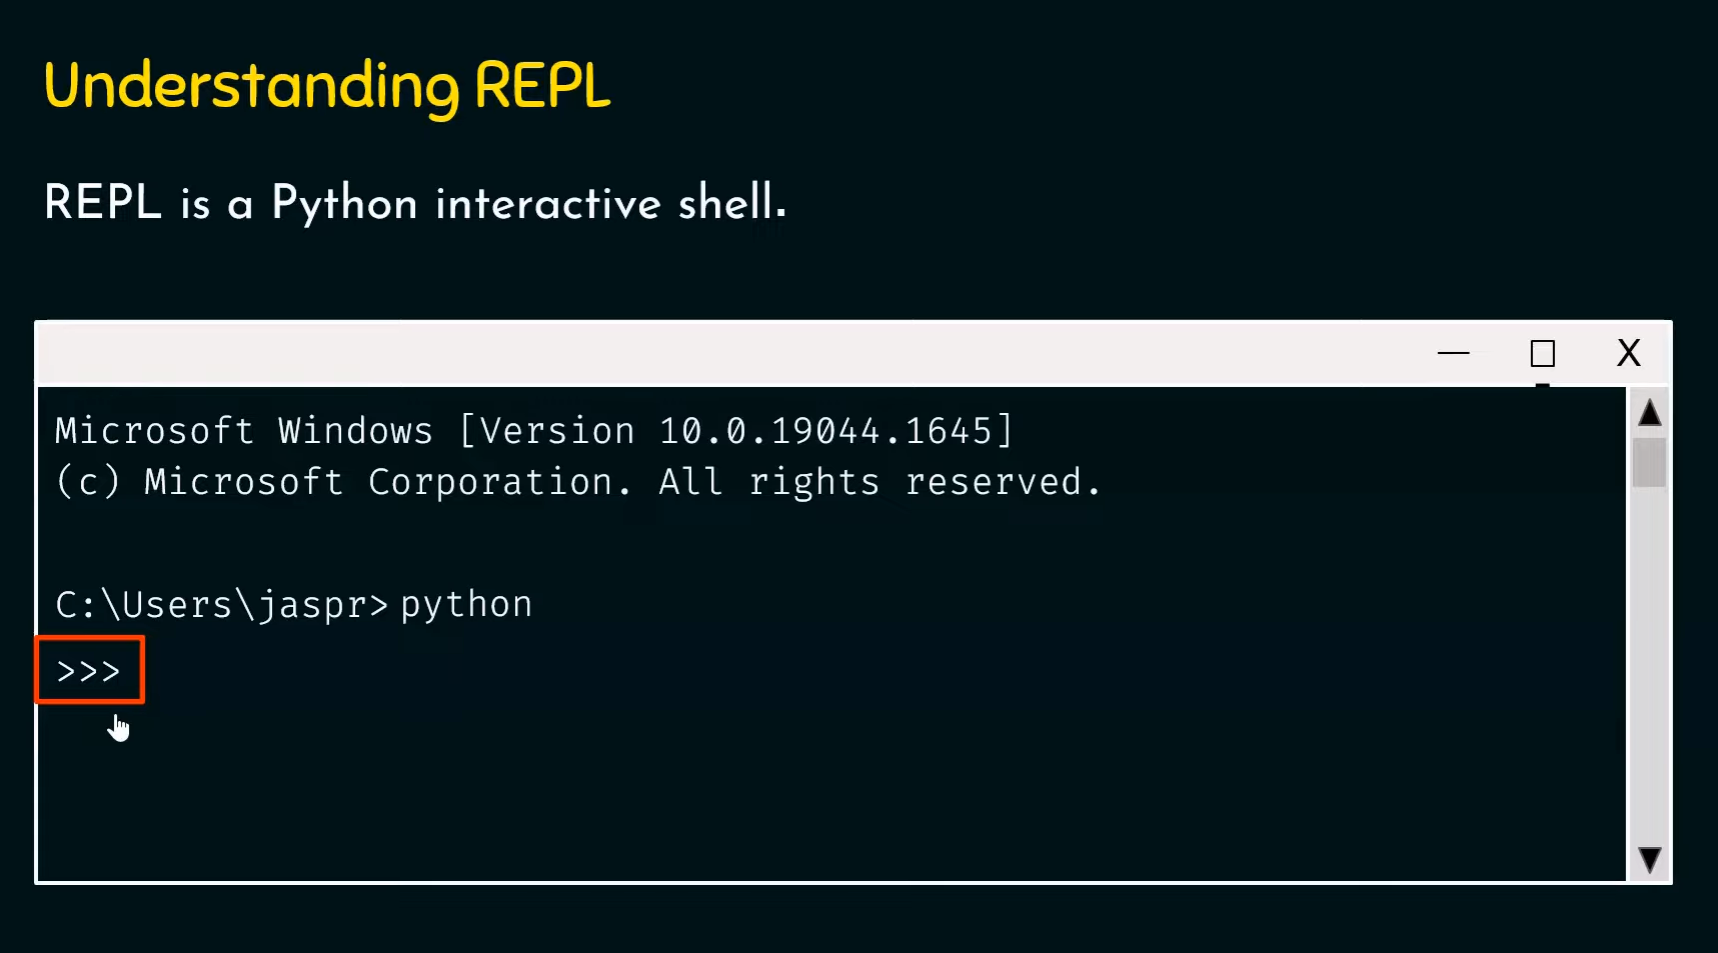 Understanding REPL
REPL is a Python interactive shell.
— □ X
Microsoft Windows [Version 10.0.19044.1645]
(c) Microsoft Corporation. All rights reserved.
C:\Users\jaspr> python
>>>